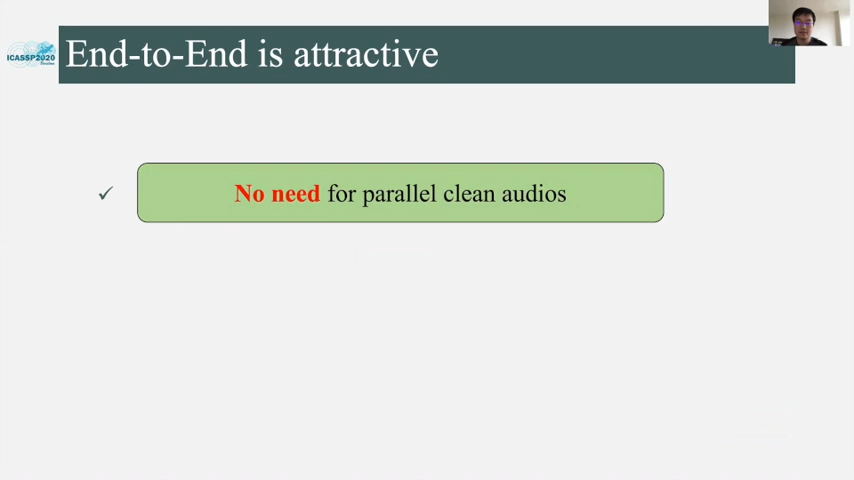 ICASSP2020
End-to-End is attractive
No need for parallel clean audios